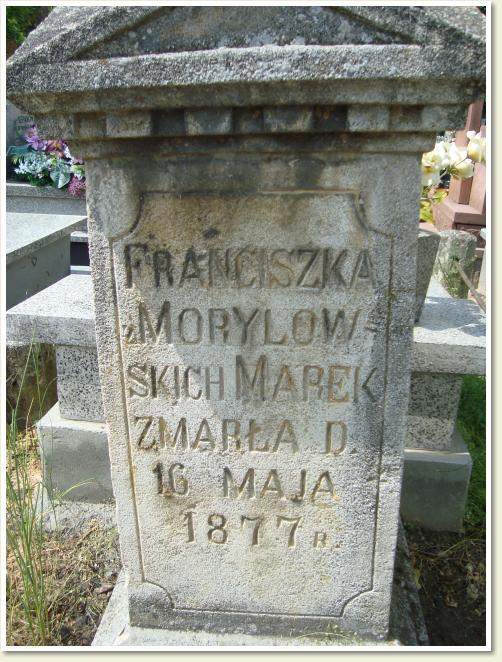 FRANCISZKA
z MORYLOW=
SKICH MAREK
ZMARŁA D.
16 MAJA
1877 R.